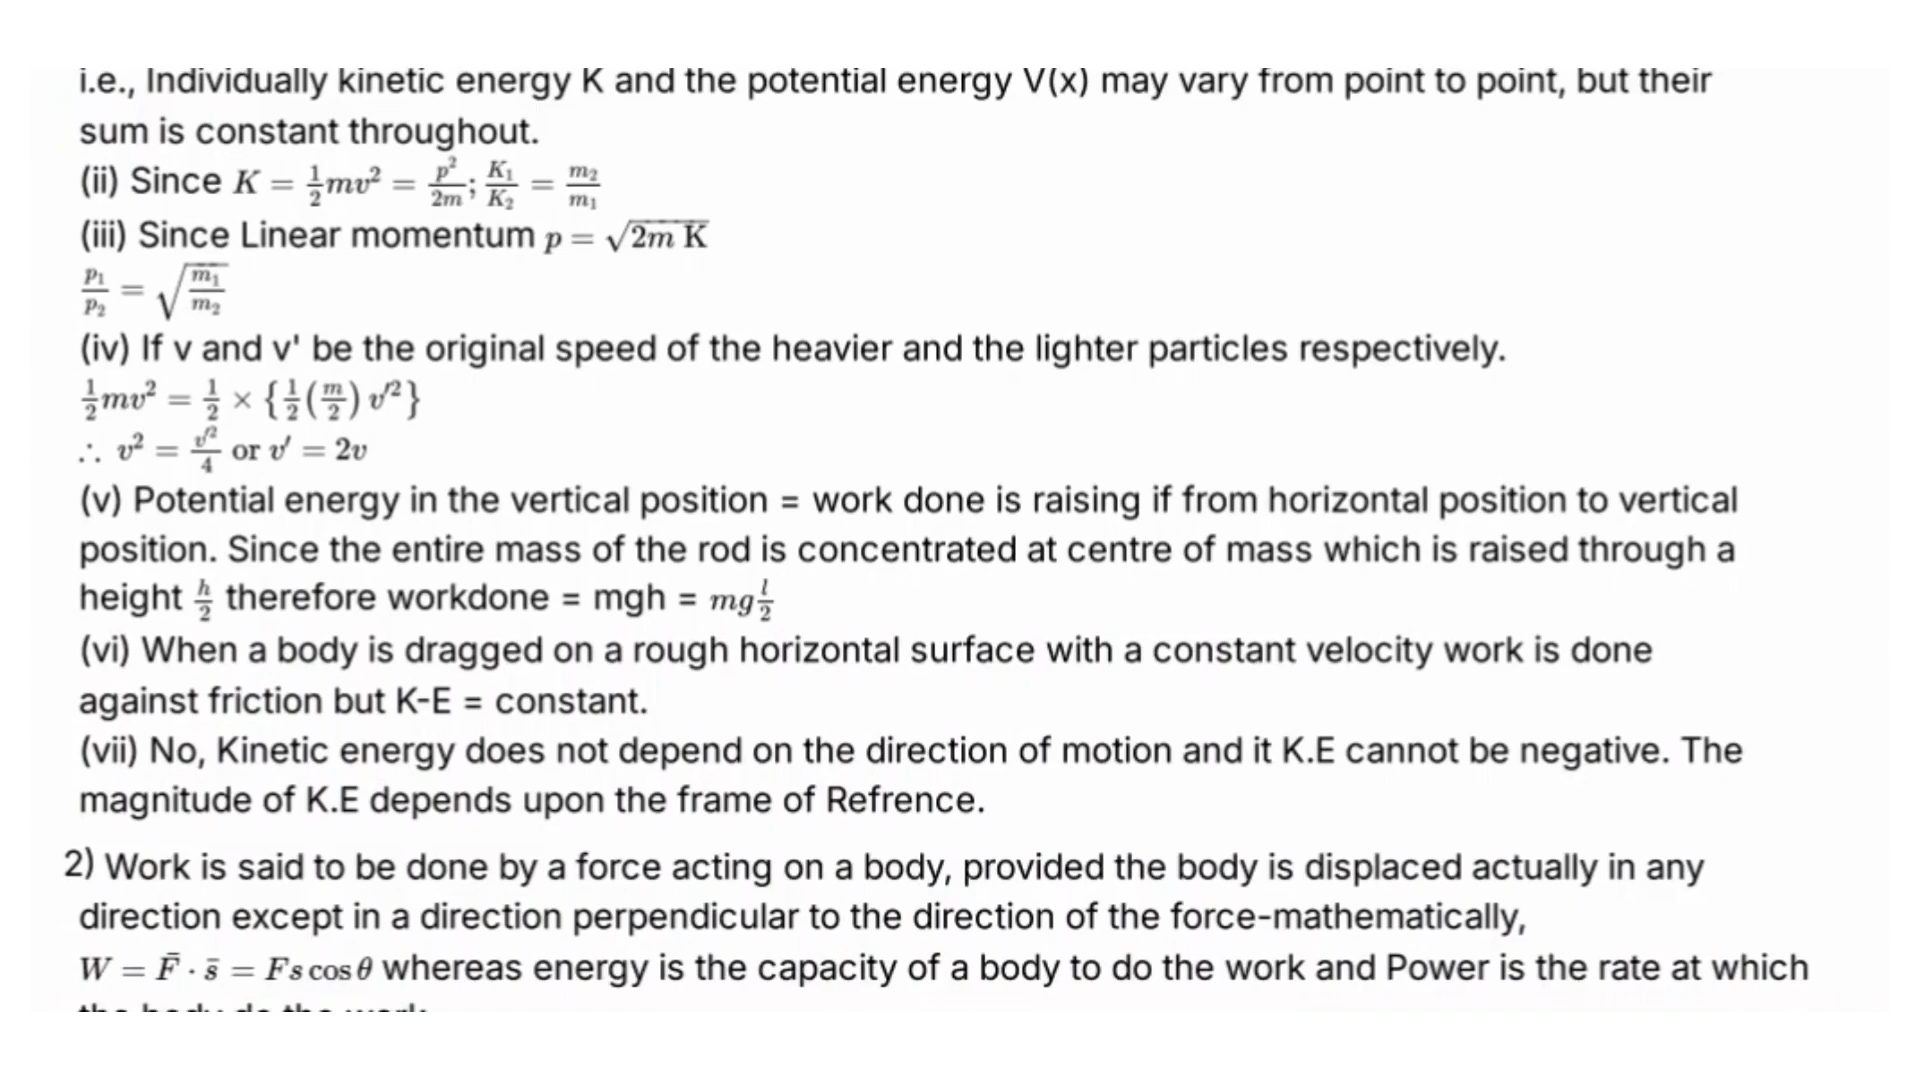 i.e., Individually kinetic energy K and the potential energy V(x) may vary from point to point, but their
sum is constant throughout.
(ii) Since K = 1/2 mv² = p²/2m; K₁/K₂ = m₂/m₁
(iii) Since Linear momentum p = √(2m K)
p₁/p₂ = √(m₁/m₂)
(iv) If v and v' be the original speed of the heavier and the lighter particles respectively.
1/2 mv² = 1/2 × {1/2 (m/2) v'²}
∴ v² = v'²/4 or v' = 2v
(v) Potential energy in the vertical position = work done is raising if from horizontal position to vertical
position. Since the entire mass of the rod is concentrated at centre of mass which is raised through a
height h/2 therefore workdone = mgh = mg l/2
(vi) When a body is dragged on a rough horizontal surface with a constant velocity work is done
against friction but K-E = constant.
(vii) No, Kinetic energy does not depend on the direction of motion and it K.E cannot be negative. The
magnitude of K.E depends upon the frame of Refrence.
2) Work is said to be done by a force acting on a body, provided the body is displaced actually in any
direction except in a direction perpendicular to the direction of the force-mathematically,
W = F̄ · s̄ = Fs cos θ whereas energy is the capacity of a body to do the work and Power is the rate at which
the body do the work